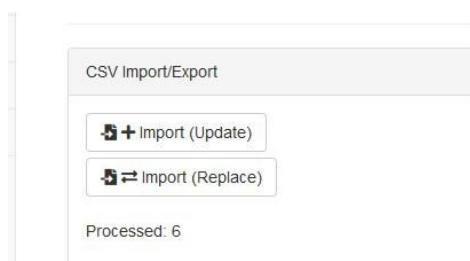 CSV Import/Export
Import (Update)
Import (Replace)
Processed: 6